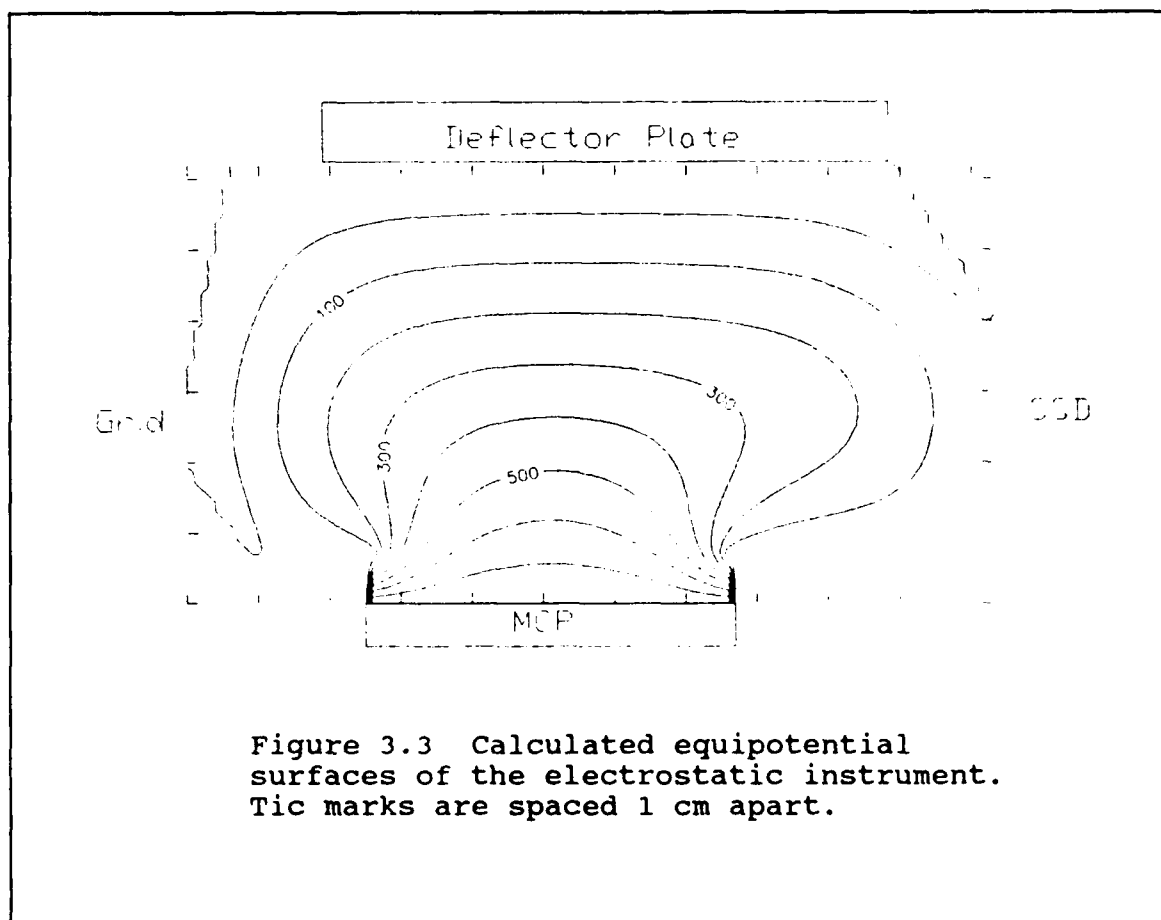 Deflector Plate
100
300
300
500
Grid
SSD
MCP
Figure 3.3 Calculated equipotential
surfaces of the electrostatic instrument.
Tic marks are spaced 1 cm apart.